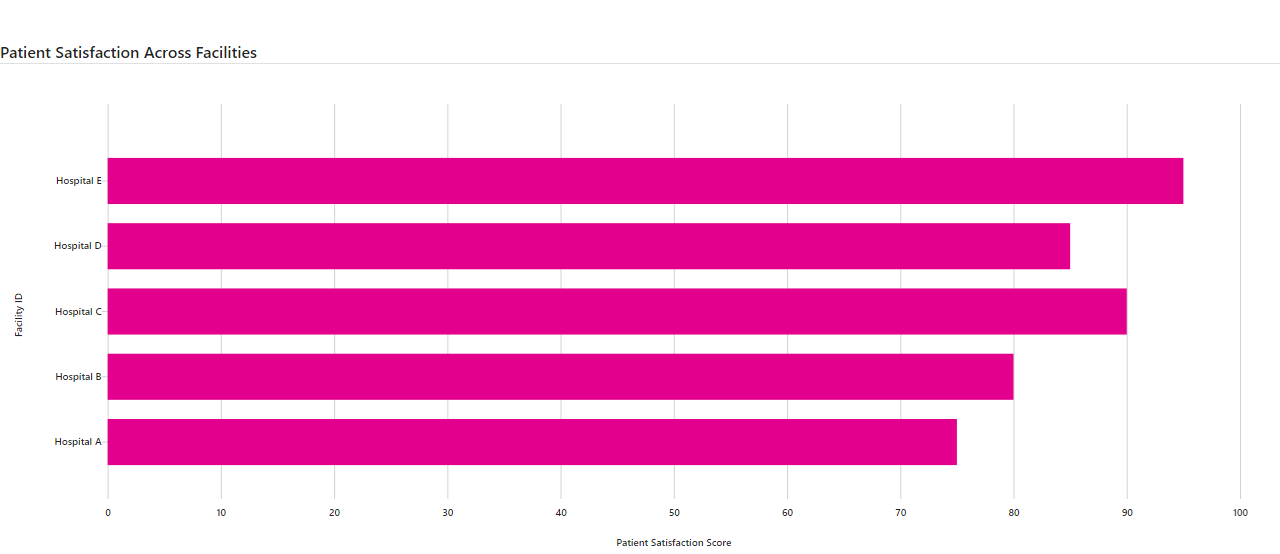 Patient Satisfaction Across Facilities
Hospital E
Hospital D
Hospital C
Hospital B
Hospital A
Facility ID
0 10 20 30 40 50 60 70 80 90 100
Patient Satisfaction Score